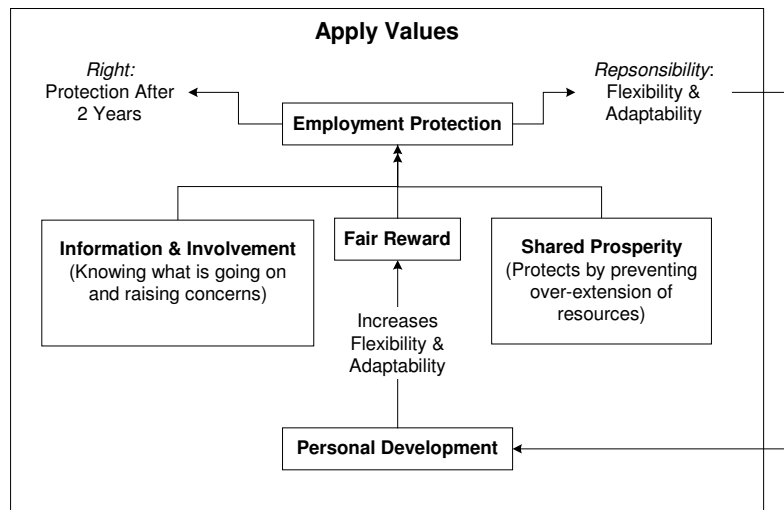 Apply Values
Right:
Protection After
2 Years
Repsonsibility:
Flexibility &
Adaptability
Employment Protection
Information & Involvement
(Knowing what is going on
and raising concerns)
Fair Reward
Shared Prosperity
(Protects by preventing
over-extension of
resources)
Increases
Flexibility &
Adaptability
Personal Development